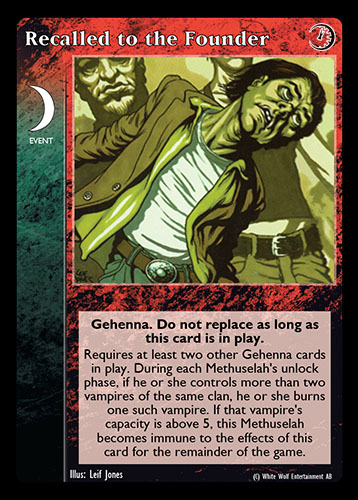 Recalled to the Founder
EVENT
Gehenna. Do not replace as long as
this card is in play.
Requires at least two other Gehenna cards
in play. During each Methuselah's unlock
phase, if he or she controls more than two
vampires of the same clan, he or she burns
one such vampire. If that vampire's
capacity is above 5, this Methuselah
becomes immune to the effects of this
card for the remainder of the game.
Illus: Leif Jones
(C) White Wolf Entertainment AB